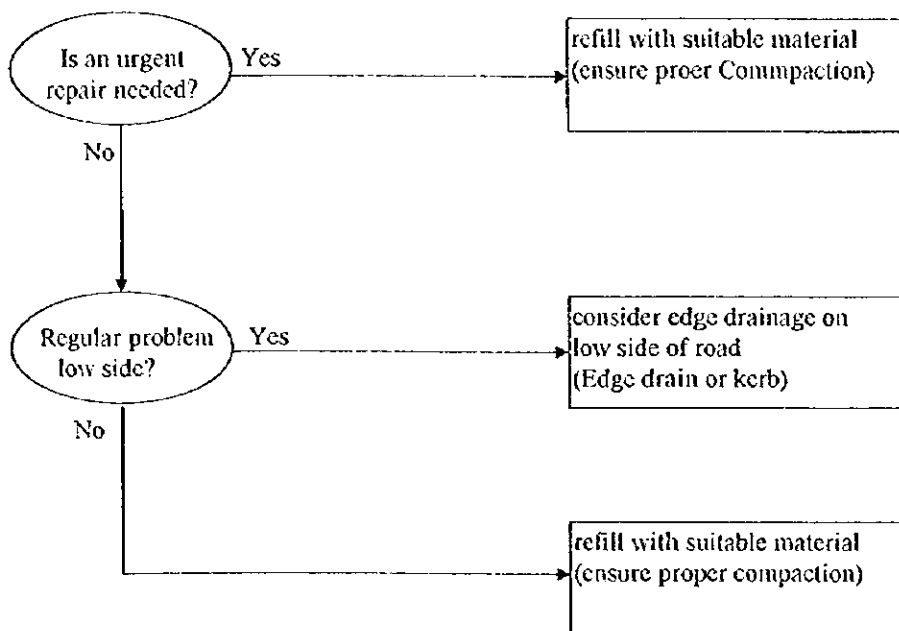 Is an urgent
repair needed?
Yes
refill with suitable material
(ensure proer Commpaction)
No
Regular problem
low side?
Yes
consider edge drainage on
low side of road
(Edge drain or kerb)
No
refill with suitable material
(ensure proper compaction)